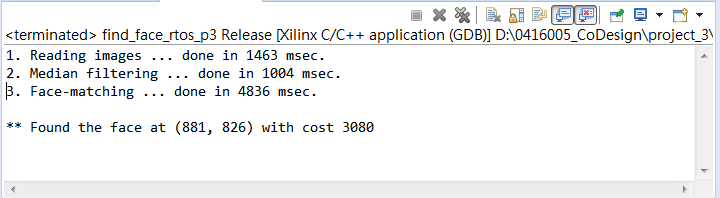 <terminated> find_face_rtos_p3 Release [Xilinx C/C++ application (GDB)] D:\0416005_CoDesign\project_3\
1. Reading images ... done in 1463 msec.
2. Median filtering ... done in 1004 msec.
3. Face-matching ... done in 4836 msec.
** Found the face at (881, 826) with cost 3080